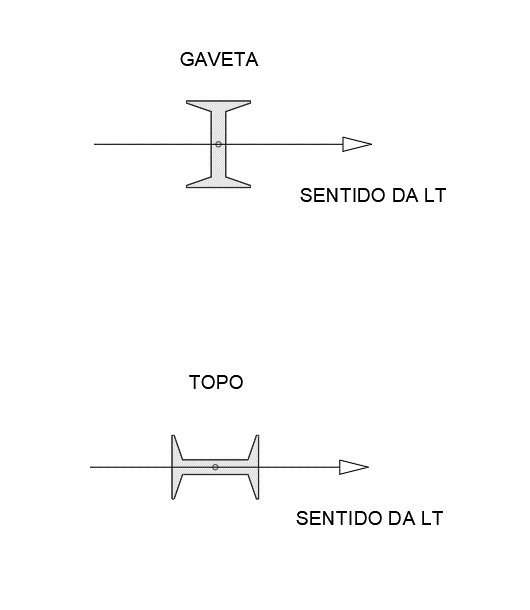 GAVETA
SENTIDO DA LT
TOPO
SENTIDO DA LT